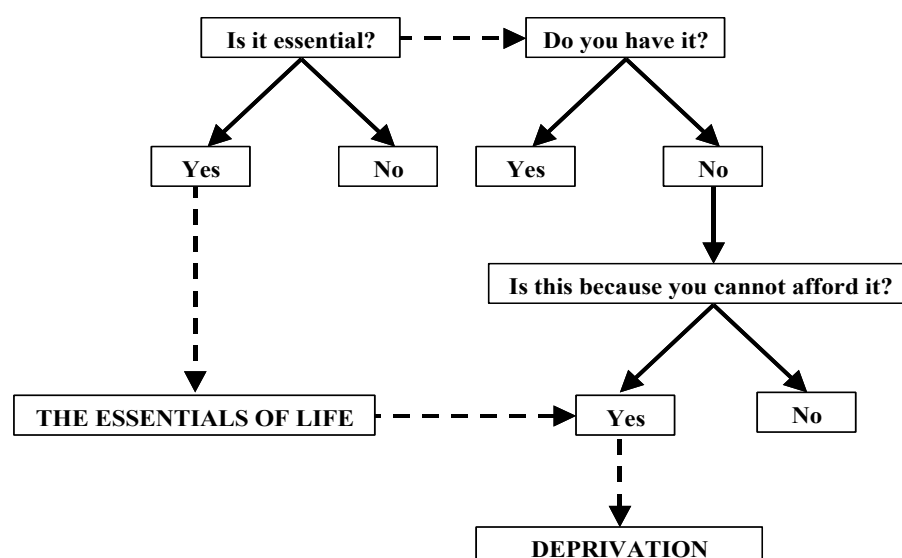 Is it essential?
Do you have it?
Yes
No
Yes
No
Is this because you cannot afford it?
THE ESSENTIALS OF LIFE
Yes
No
DEPRIVATION